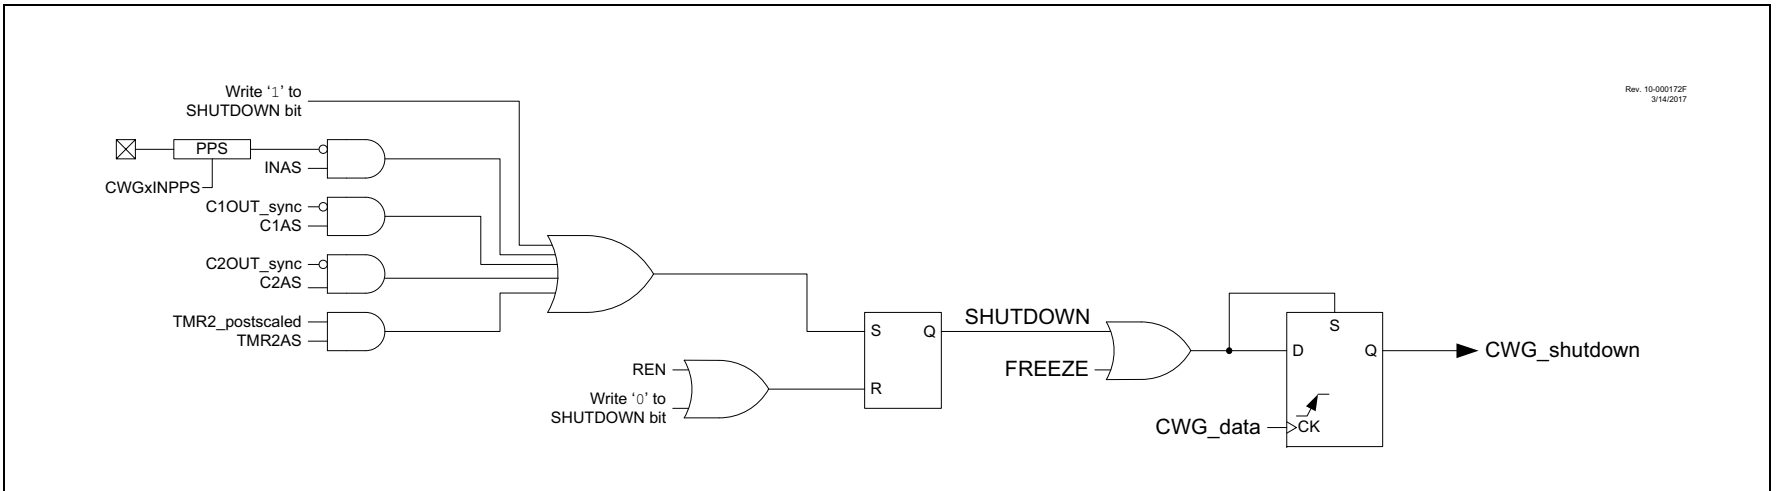 Write ‘1’ to
SHUTDOWN bit
Rev. 10-000172F
3/14/2017
PPS
INAS
CWGxINPPS
C1OUT_sync
C1AS
C2OUT_sync
C2AS
TMR2_postscaled
TMR2AS
S
Q
R
REN
Write ‘0’ to
SHUTDOWN bit
SHUTDOWN
FREEZE
S
D
Q
CK
CWG_data
CWG_shutdown